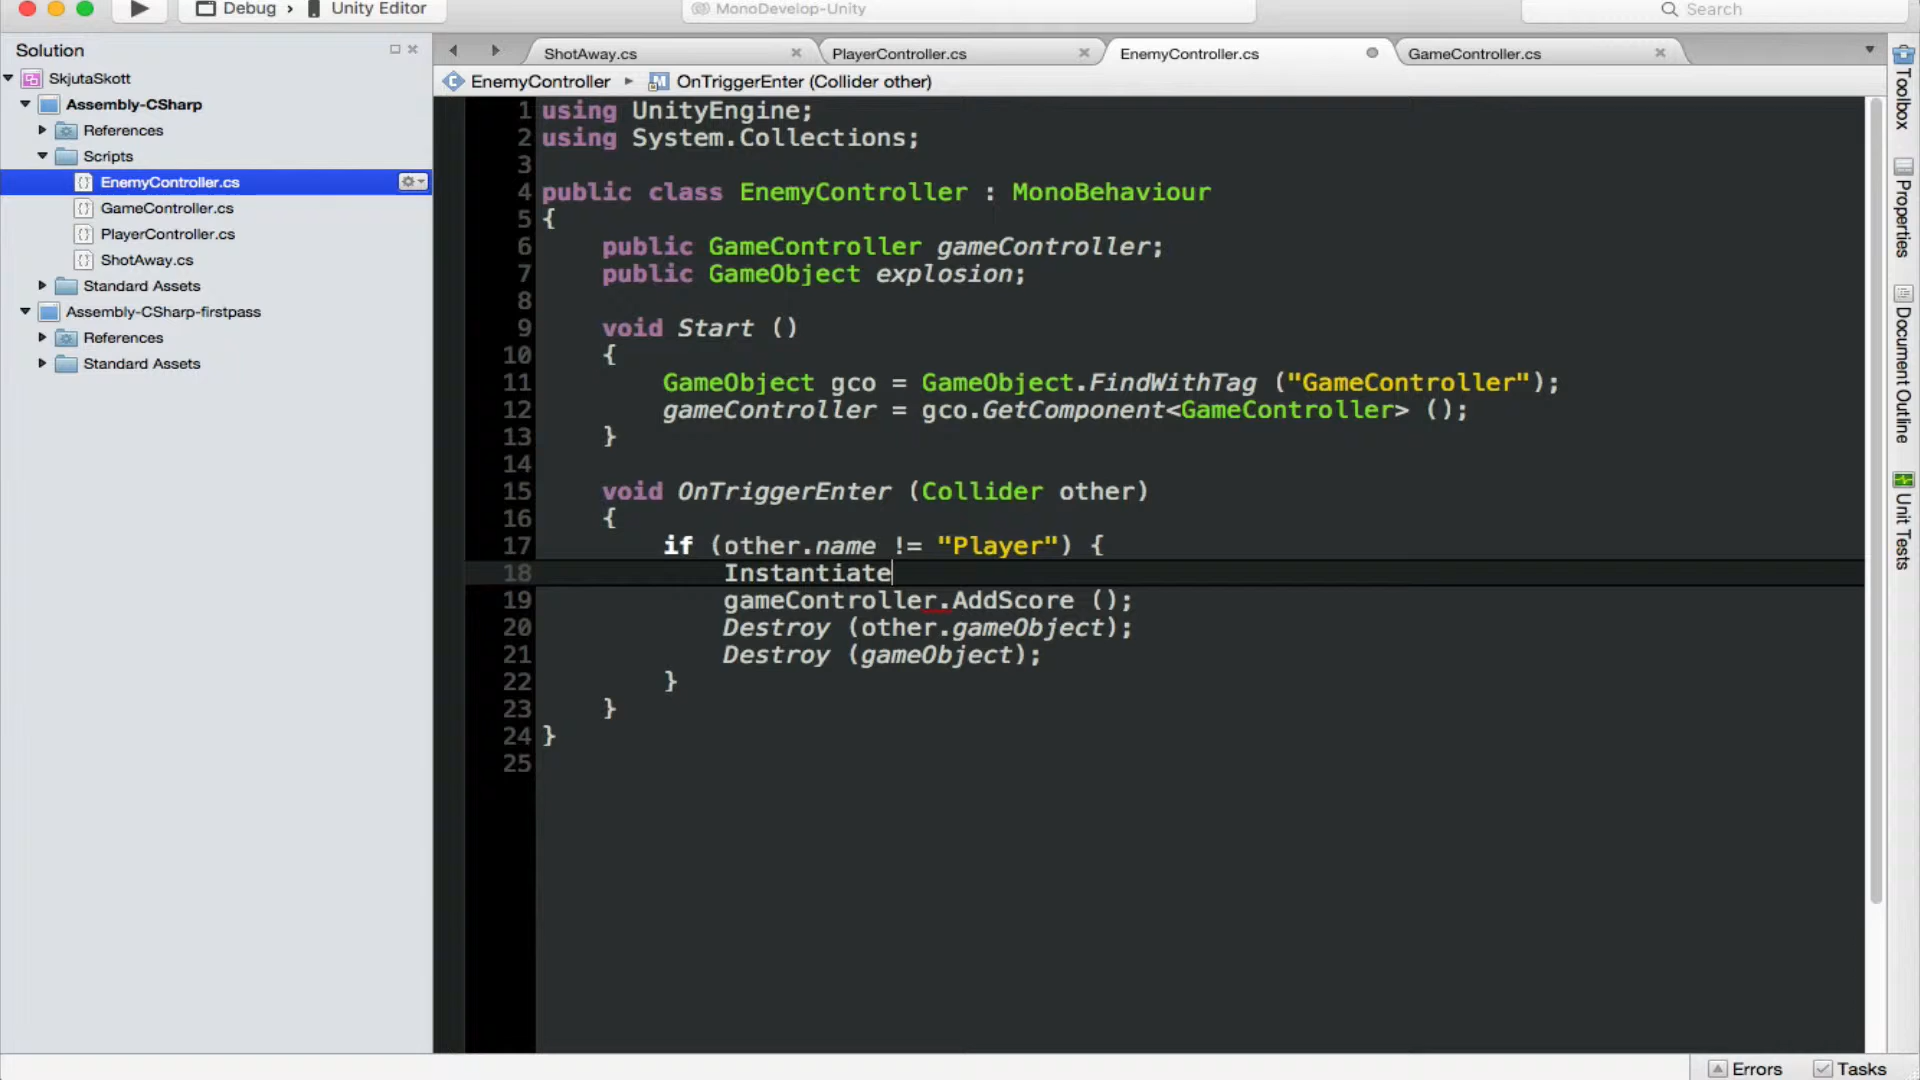 Debug
Unity Editor
MonoDevelop-Unity
Search
Solution
SkjutaSkott
Assembly-CSharp
References
Scripts
EnemyController.cs
GameController.cs
PlayerController.cs
ShotAway.cs
Standard Assets
Assembly-CSharp-firstpass
References
Standard Assets
ShotAway.cs
PlayerController.cs
EnemyController.cs
GameController.cs
EnemyController
OnTriggerEnter (Collider other)
1 using UnityEngine;
2 using System.Collections;
3
4 public class EnemyController : MonoBehaviour
5 {
6 public GameController gameController;
7 public GameObject explosion;
8
9 void Start ()
10 {
11 GameObject gco = GameObject.FindWithTag ("GameController");
12 gameController = gco.GetComponent<GameController> ();
13 }
14
15 void OnTriggerEnter (Collider other)
16 {
17 if (other.name != "Player") {
18 Instantiate
19 gameController.AddScore ();
20 Destroy (other.gameObject);
21 Destroy (gameObject);
22 }
23 }
24 }
25
Toolbox
Properties
Document Outline
Unit Tests
Errors
Tasks